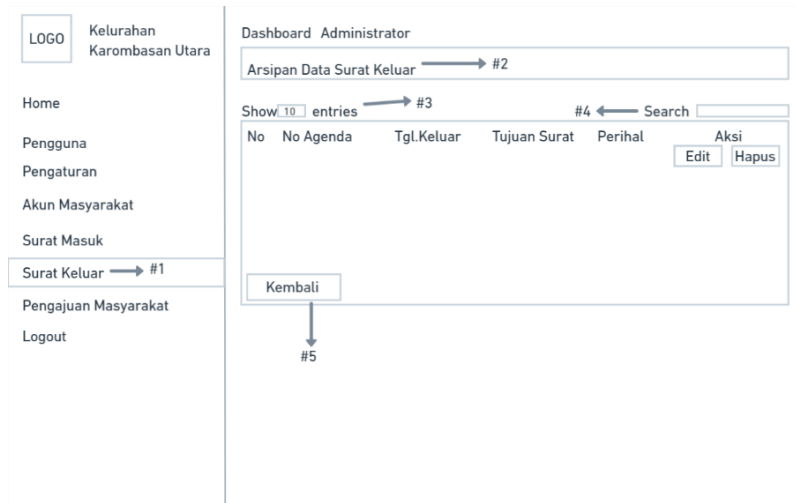 LOGO
Kelurahan
Karombasan Utara
Home
Pengguna
Pengaturan
Akun Masyarakat
Surat Masuk
Surat Keluar #1
Pengajuan Masyarakat
Logout
Dashboard Administrator
Arsipan Data Surat Keluar #2
Show 10 entries #3 #4 Search
No No Agenda Tgl.Keluar Tujuan Surat Perihal Aksi
Edit Hapus
Kembali
#5